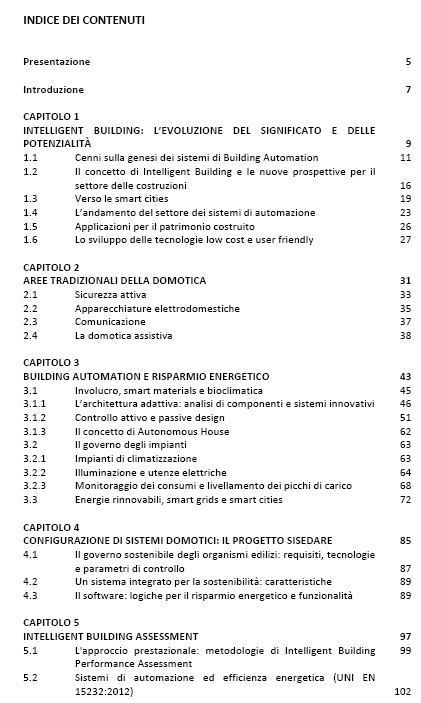 INDICE DEI CONTENUTI
Presentazione 5
Introduzione 7
CAPITOLO 1
INTELLIGENT BUILDING: L'EVOLUZIONE DEL SIGNIFICATO E DELLE
POTENZIALITÀ 9
1.1 Cenni sulla genesi dei sistemi di Building Automation 11
1.2 Il concetto di Intelligent Building e le nuove prospettive per il
settore delle costruzioni 16
1.3 Verso le smart cities 19
1.4 L'andamento del settore dei sistemi di automazione 23
1.5 Applicazioni per il patrimonio costruito 26
1.6 Lo sviluppo delle tecnologie low cost e user friendly 27
CAPITOLO 2
AREE TRADIZIONALI DELLA DOMOTICA 31
2.1 Sicurezza attiva 33
2.2 Apparecchiature elettrodomestiche 35
2.3 Comunicazione 37
2.4 La domotica assistiva 38
CAPITOLO 3
BUILDING AUTOMATION E RISPARMIO ENERGETICO 43
3.1 Involucro, smart materials e bioclimatica 45
3.1.1 L'architettura adattiva: analisi di componenti e sistemi innovativi 46
3.1.2 Controllo attivo e passive design 51
3.1.3 Il concetto di Autonomous House 62
3.2 Il governo degli impianti 63
3.2.1 Impianti di climatizzazione 63
3.2.2 Illuminazione e utenze elettriche 64
3.2.3 Monitoraggio dei consumi e livellamento dei picchi di carico 68
3.3 Energie rinnovabili, smart grids e smart cities 72
CAPITOLO 4
CONFIGURAZIONE DI SISTEMI DOMOTICI: IL PROGETTO SISEDARE 85
4.1 Il governo sostenibile degli organismi edilizi: requisiti, tecnologie
e parametri di controllo 87
4.2 Un sistema integrato per la sostenibilità: caratteristiche 89
4.3 Il software: logiche per il risparmio energetico e funzionalità 89
CAPITOLO 5
INTELLIGENT BUILDING ASSESSMENT 97
5.1 L'approccio prestazionale: metodologie di Intelligent Building 99
Performance Assessment
5.2 Sistemi di automazione ed efficienza energetica (UNI EN
15232:2012) 102